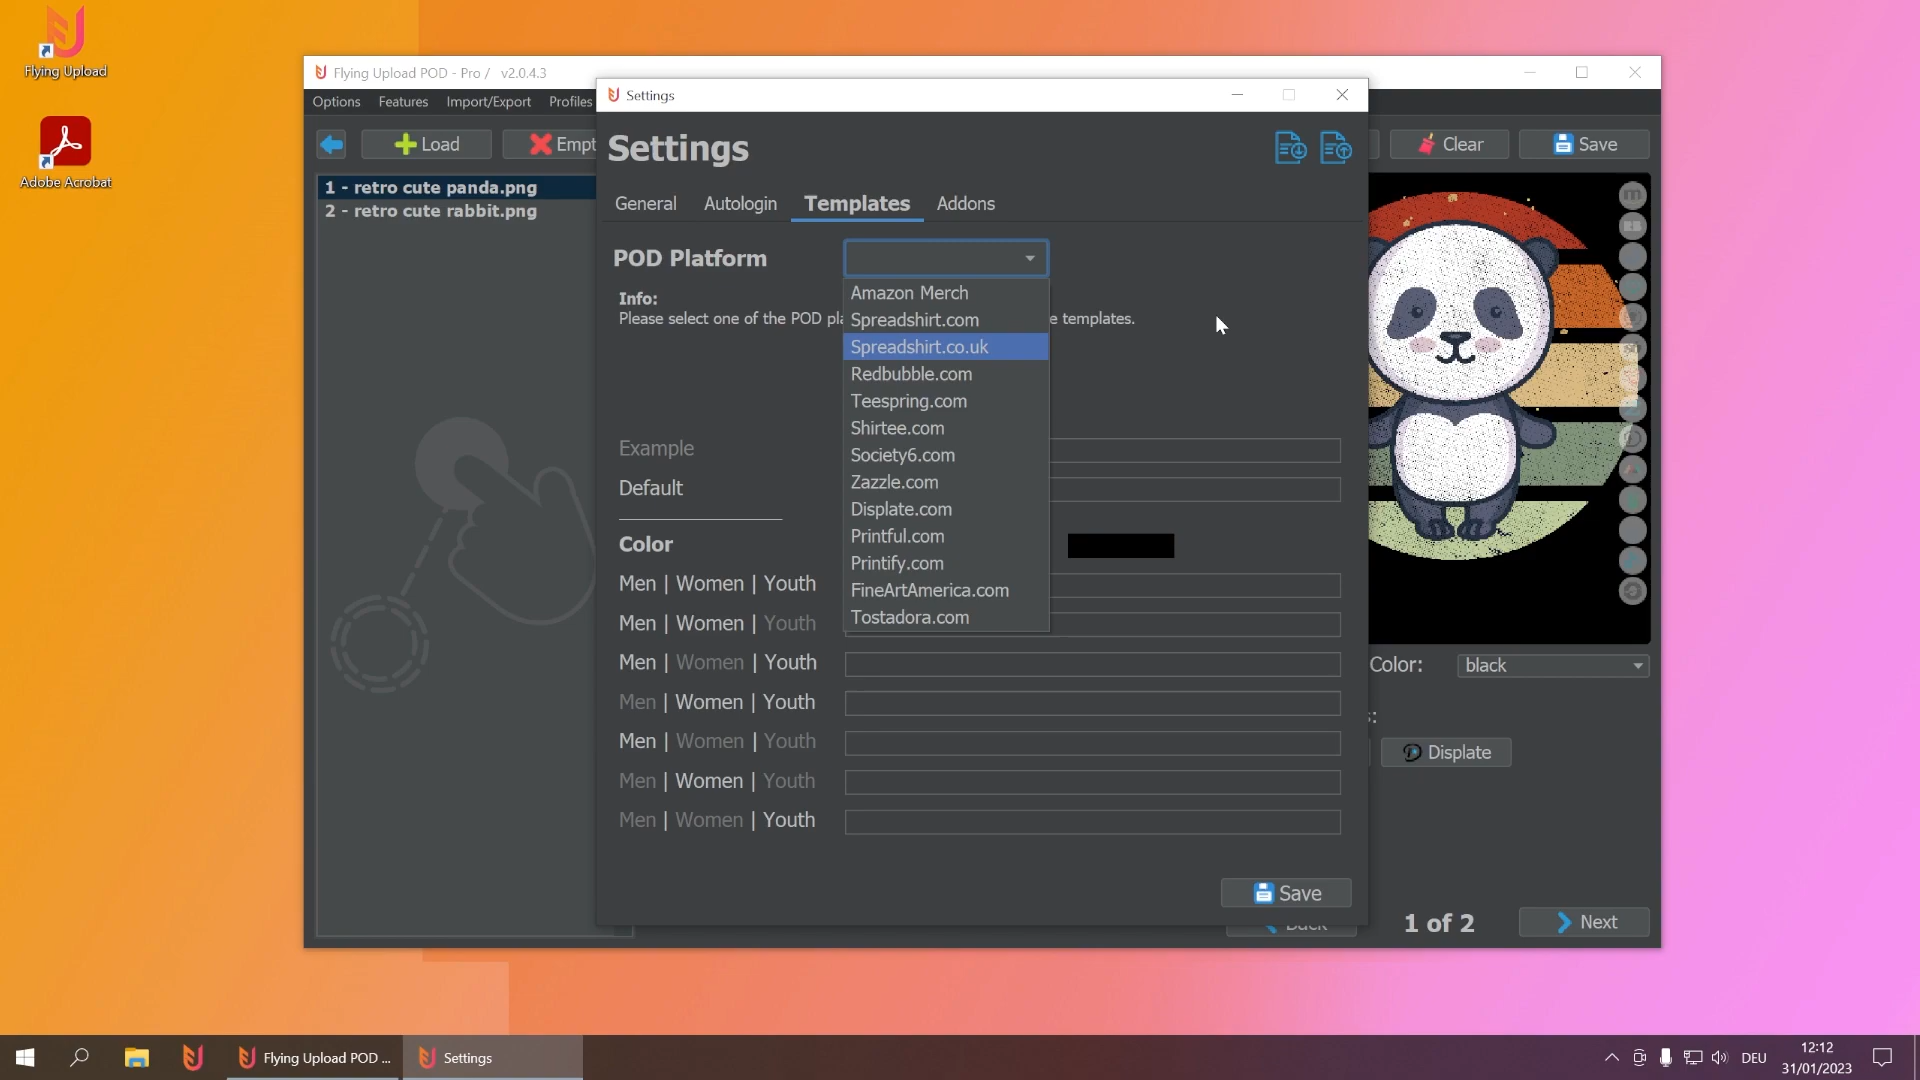 Flying Upload
Adobe Acrobat
Flying Upload POD - Pro / v2.0.4.3
Options Features Import/Export Profiles
Load
Empt
Clear
Save
1 - retro cute panda.png
2 - retro cute rabbit.png
Settings
Settings
General Autologin Templates Addons
POD Platform
Info:
Please select one of the POD pla
e templates.
Amazon Merch
Spreadshirt.com
Spreadshirt.co.uk
Redbubble.com
Teespring.com
Shirtee.com
Society6.com
Zazzle.com
Displate.com
Printful.com
Printify.com
FineArtAmerica.com
Tostadora.com
Example
Default
Color
Men | Women | Youth
Men | Women | Youth
Men | Women | Youth
Men | Women | Youth
Men | Women | Youth
Men | Women | Youth
Men | Women | Youth
Save
Color: black
s:
Displate
1 of 2
Next
Flying Upload POD ...
Settings
DEU
12:12
31/01/2023